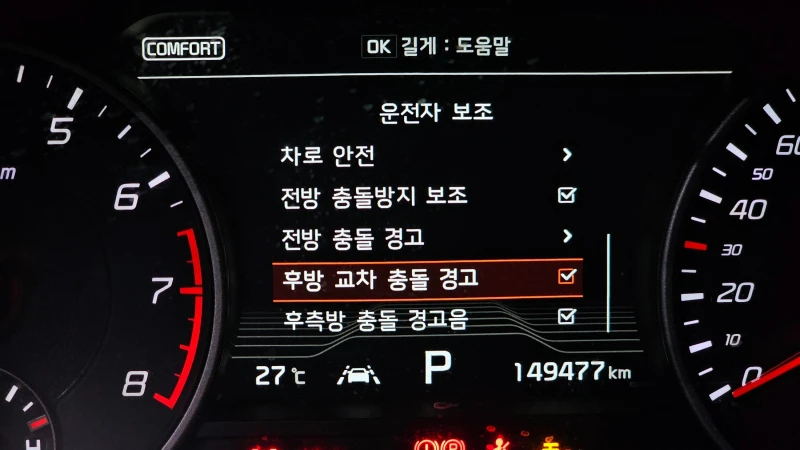 COMFORT
OK 길게 : 도움말
운전자 보조
차로 안전
전방 충돌방지 보조
전방 충돌 경고
후방 교차 충돌 경고
후측방 충돌 경고음
27℃ P 149477 km
5
6
7
8
m
H
60
50
40
30
20
10
0